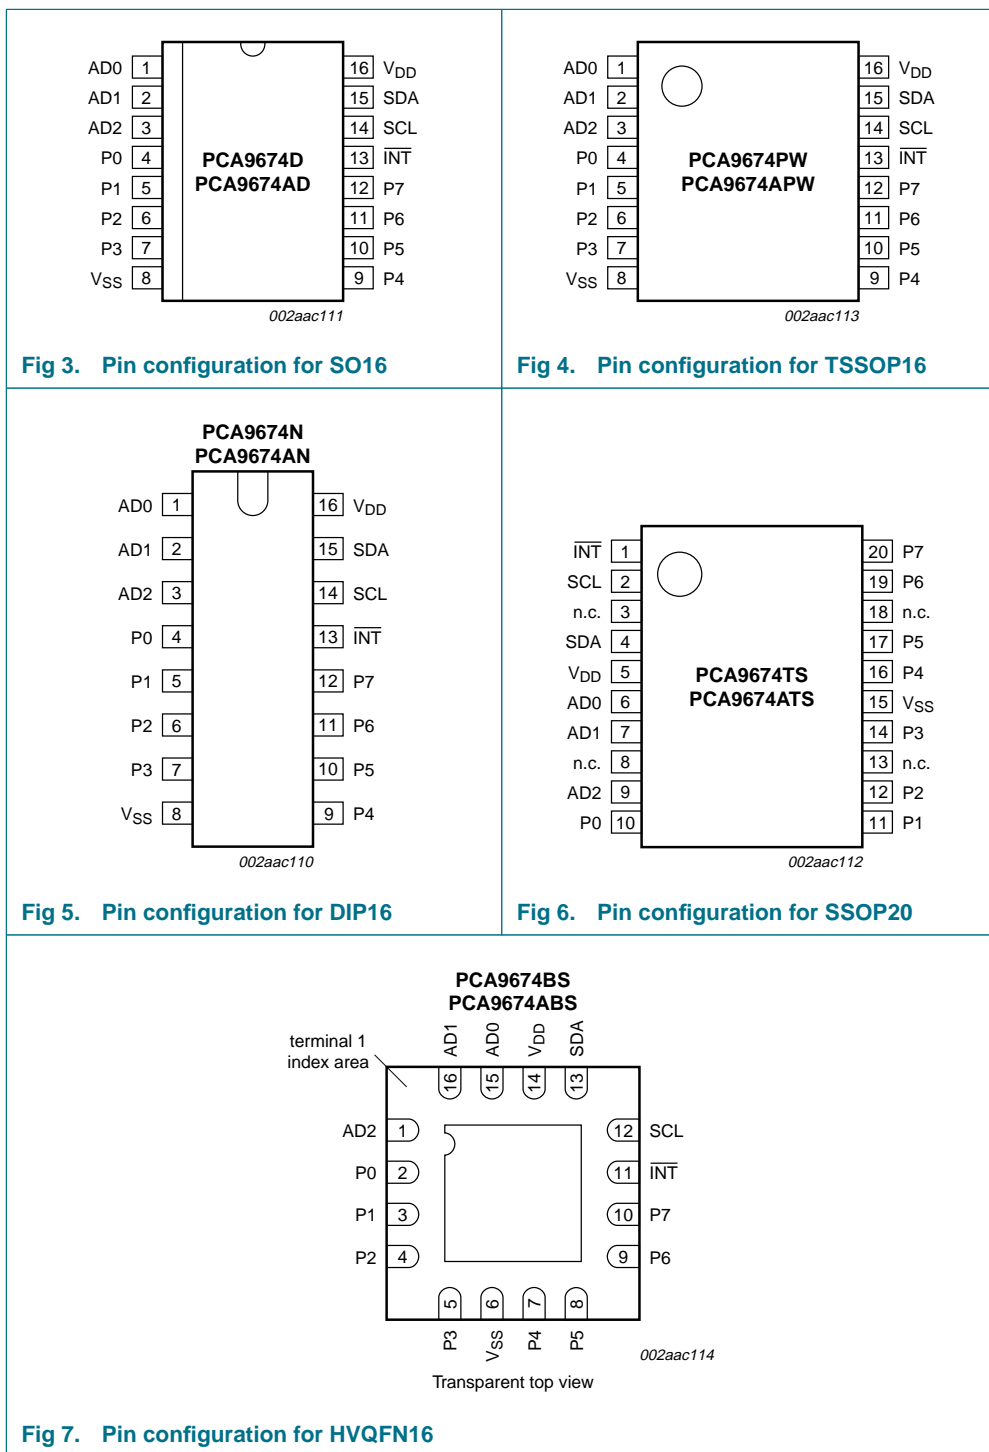 AD0 1 16 VDD
AD1 2 15 SDA
AD2 3 14 SCL
P0 4 13 INT
P1 5 12 P7
P2 6 11 P6
P3 7 10 P5
VSS 8 9 P4
PCA9674D
PCA9674AD
002aac111
Fig 3. Pin configuration for SO16
AD0 1 16 VDD
AD1 2 15 SDA
AD2 3 14 SCL
P0 4 13 INT
P1 5 12 P7
P2 6 11 P6
P3 7 10 P5
VSS 8 9 P4
PCA9674PW
PCA9674APW
002aac113
Fig 4. Pin configuration for TSSOP16
PCA9674N
PCA9674AN
AD0 1 16 VDD
AD1 2 15 SDA
AD2 3 14 SCL
P0 4 13 INT
P1 5 12 P7
P2 6 11 P6
P3 7 10 P5
VSS 8 9 P4
002aac110
Fig 5. Pin configuration for DIP16
INT 1 20 P7
SCL 2 19 P6
n.c. 3 18 n.c.
SDA 4 17 P5
VDD 5 16 P4
AD0 6 15 VSS
AD1 7 14 P3
n.c. 8 13 n.c.
AD2 9 12 P2
P0 10 11 P1
PCA9674TS
PCA9674ATS
002aac112
Fig 6. Pin configuration for SSOP20
PCA9674BS
PCA9674ABS
terminal 1
index area
AD1 AD0 VDD SDA
16 15 14 13
AD2 1 12 SCL
P0 2 11 INT
P1 3 10 P7
P2 4 9 P6
5 6 7 8
P3 VSS P4 P5
002aac114
Transparent top view
Fig 7. Pin configuration for HVQFN16